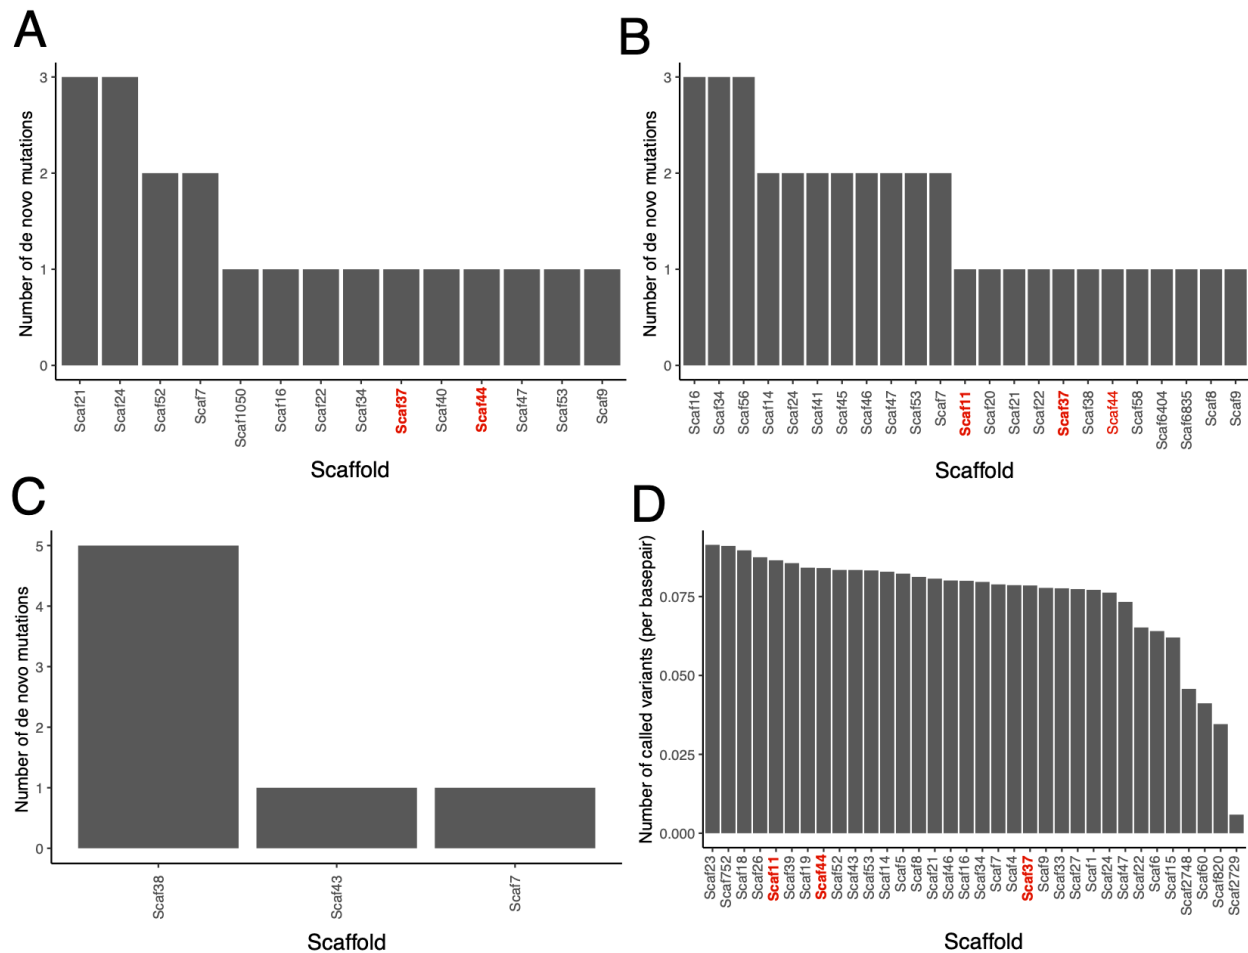 A
Number of de novo mutations
3
2
1
0
Scaf21
Scaf24
Scaf52
Scaf7
Scaf1050
Scaf16
Scaf22
Scaf34
Scaf37
Scaf40
Scaf44
Scaf47
Scaf53
Scaf9
Scaffold
B
Number of de novo mutations
3
2
1
0
Scaf16
Scaf34
Scaf56
Scaf14
Scaf24
Scaf41
Scaf45
Scaf46
Scaf47
Scaf53
Scaf7
Scaf11
Scaf20
Scaf21
Scaf22
Scaf37
Scaf38
Scaf44
Scaf58
Scaf6404
Scaf6835
Scaf8
Scaf9
Scaffold
C
Number of de novo mutations
5
4
3
2
1
0
Scaf38
Scaf43
Scaf7
Scaffold
D
Number of called variants (per basepair)
0.075
0.050
0.025
0.000
Scaf23
Scaf752
Scaf18
Scaf26
Scaf11
Scaf39
Scaf19
Scaf44
Scaf52
Scaf43
Scaf53
Scaf14
Scaf5
Scaf8
Scaf21
Scaf46
Scaf16
Scaf34
Scaf7
Scaf4
Scaf37
Scaf9
Scaf33
Scaf27
Scaf1
Scaf24
Scaf47
Scaf22
Scaf6
Scaf15
Scaf2748
Scaf60
Scaf820
Scaf2729
Scaffold